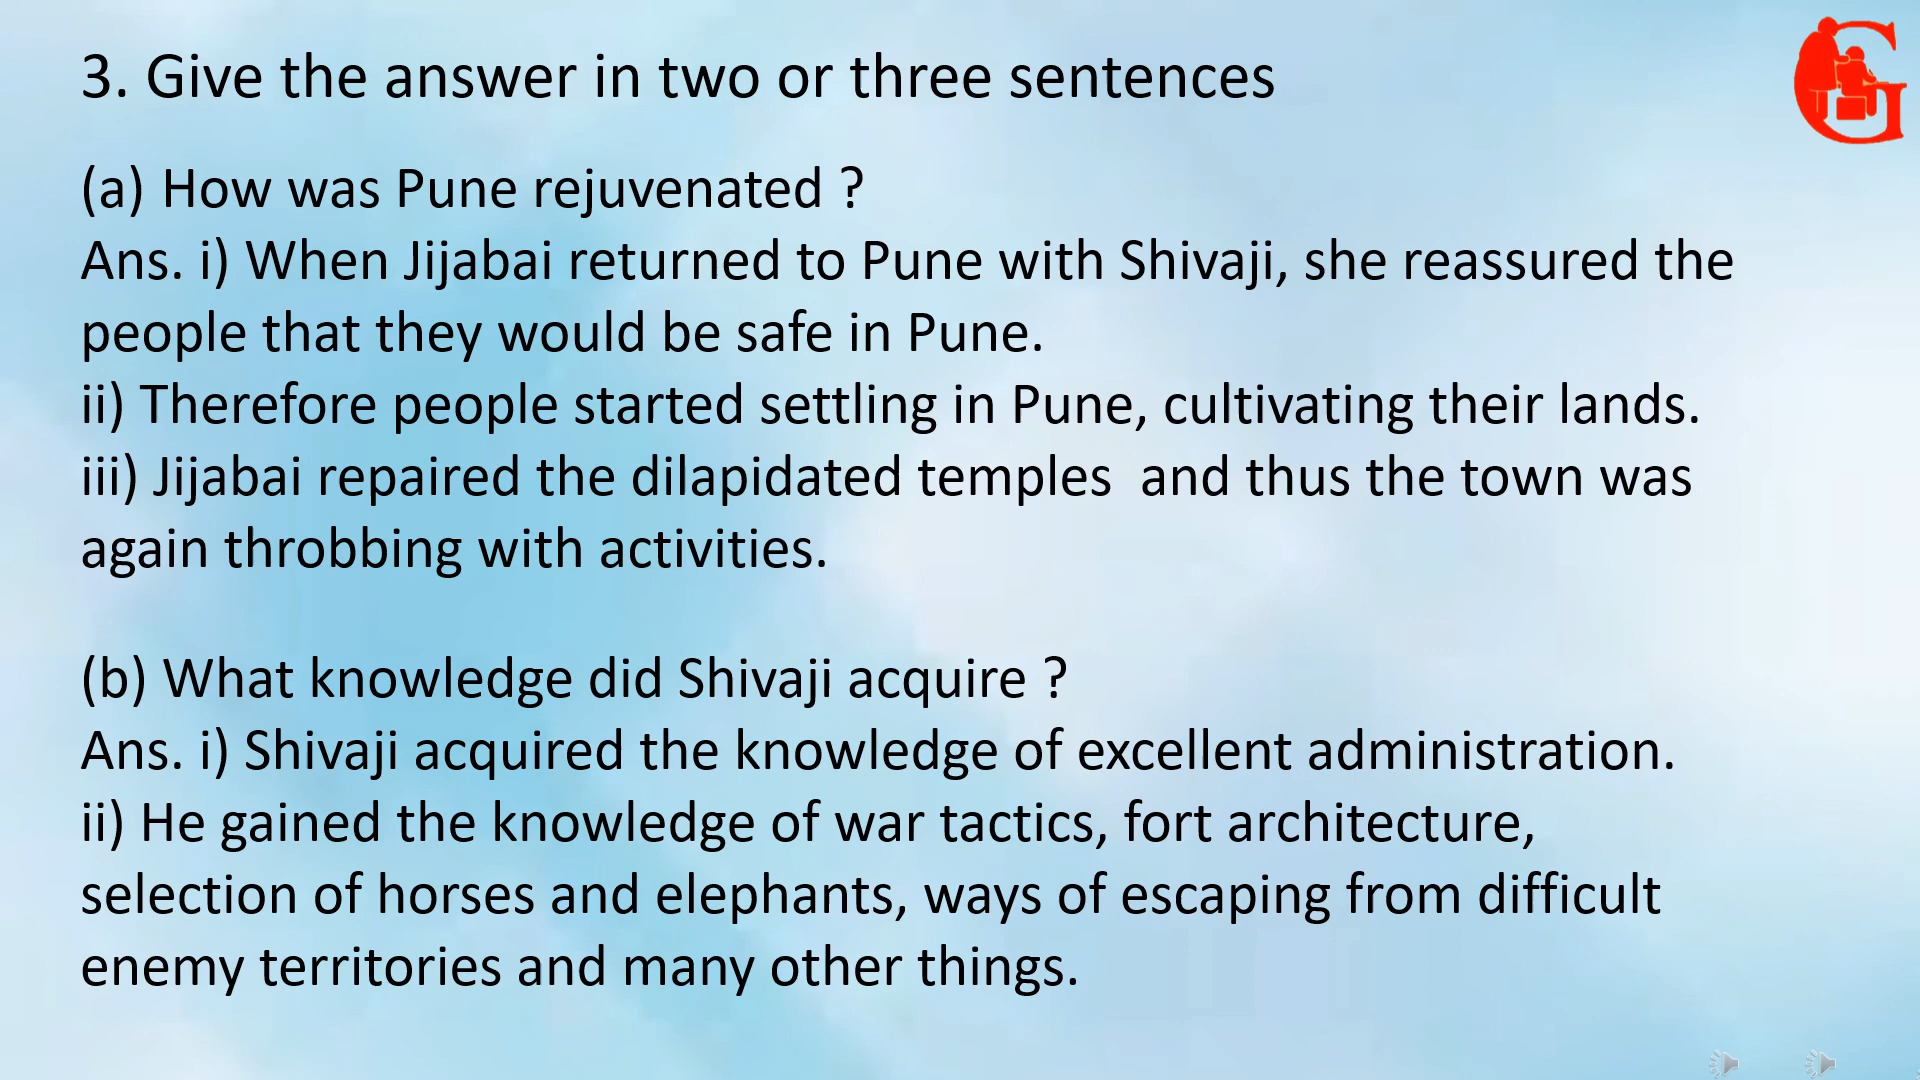 3. Give the answer in two or three sentences
(a) How was Pune rejuvenated ?
Ans. i) When Jijabai returned to Pune with Shivaji, she reassured the
people that they would be safe in Pune.
ii) Therefore people started settling in Pune, cultivating their lands.
iii) Jijabai repaired the dilapidated temples  and thus the town was
again throbbing with activities.
(b) What knowledge did Shivaji acquire ?
Ans. i) Shivaji acquired the knowledge of excellent administration.
ii) He gained the knowledge of war tactics, fort architecture,
selection of horses and elephants, ways of escaping from difficult
enemy territories and many other things.